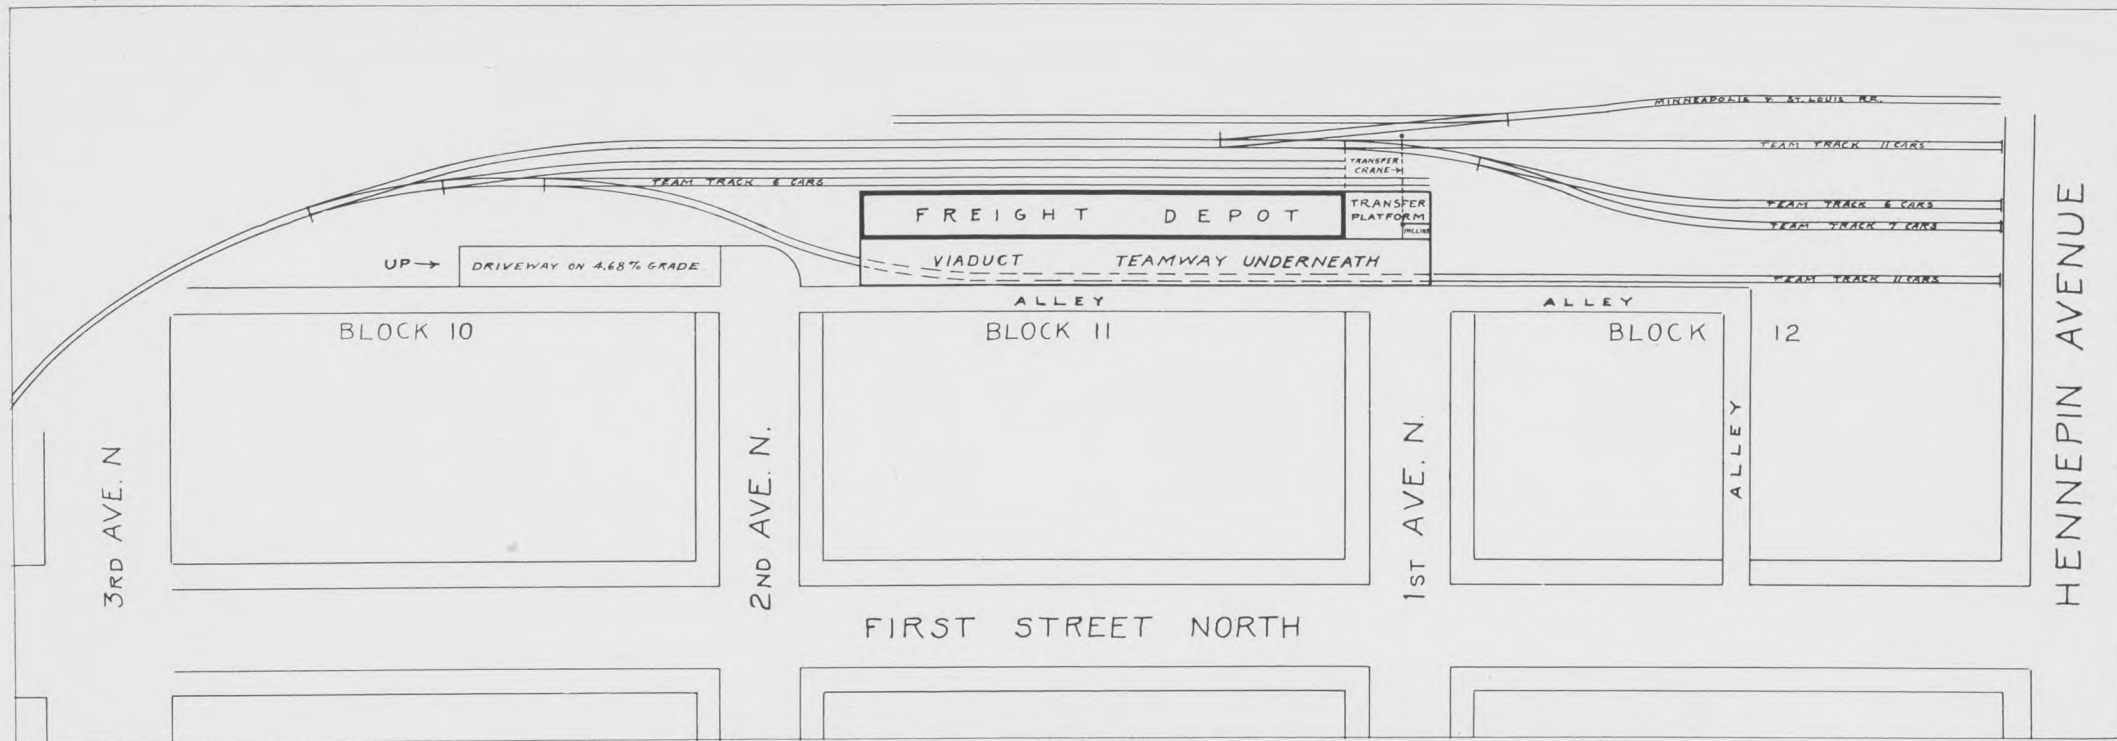 MINNEAPOLIS & ST. LOUIS R.R.
TEAM TRACK 11 CARS
TRANSFER
CRANE→
TEAM TRACK 6 CARS
TEAM TRACK 6 CARS
FREIGHT DEPOT
TRANSFER
PLATFORM
INCLINE
TEAM TRACK 7 CARS
UP→
DRIVEWAY ON 4.68% GRADE
VIADUCT TEAMWAY UNDERNEATH
TEAM TRACK 11 CARS
ALLEY
ALLEY
BLOCK 10
BLOCK 11
BLOCK 12
ALLEY
3RD AVE. N
2ND AVE. N.
1ST AVE. N.
HENNEPIN AVENUE
FIRST STREET NORTH